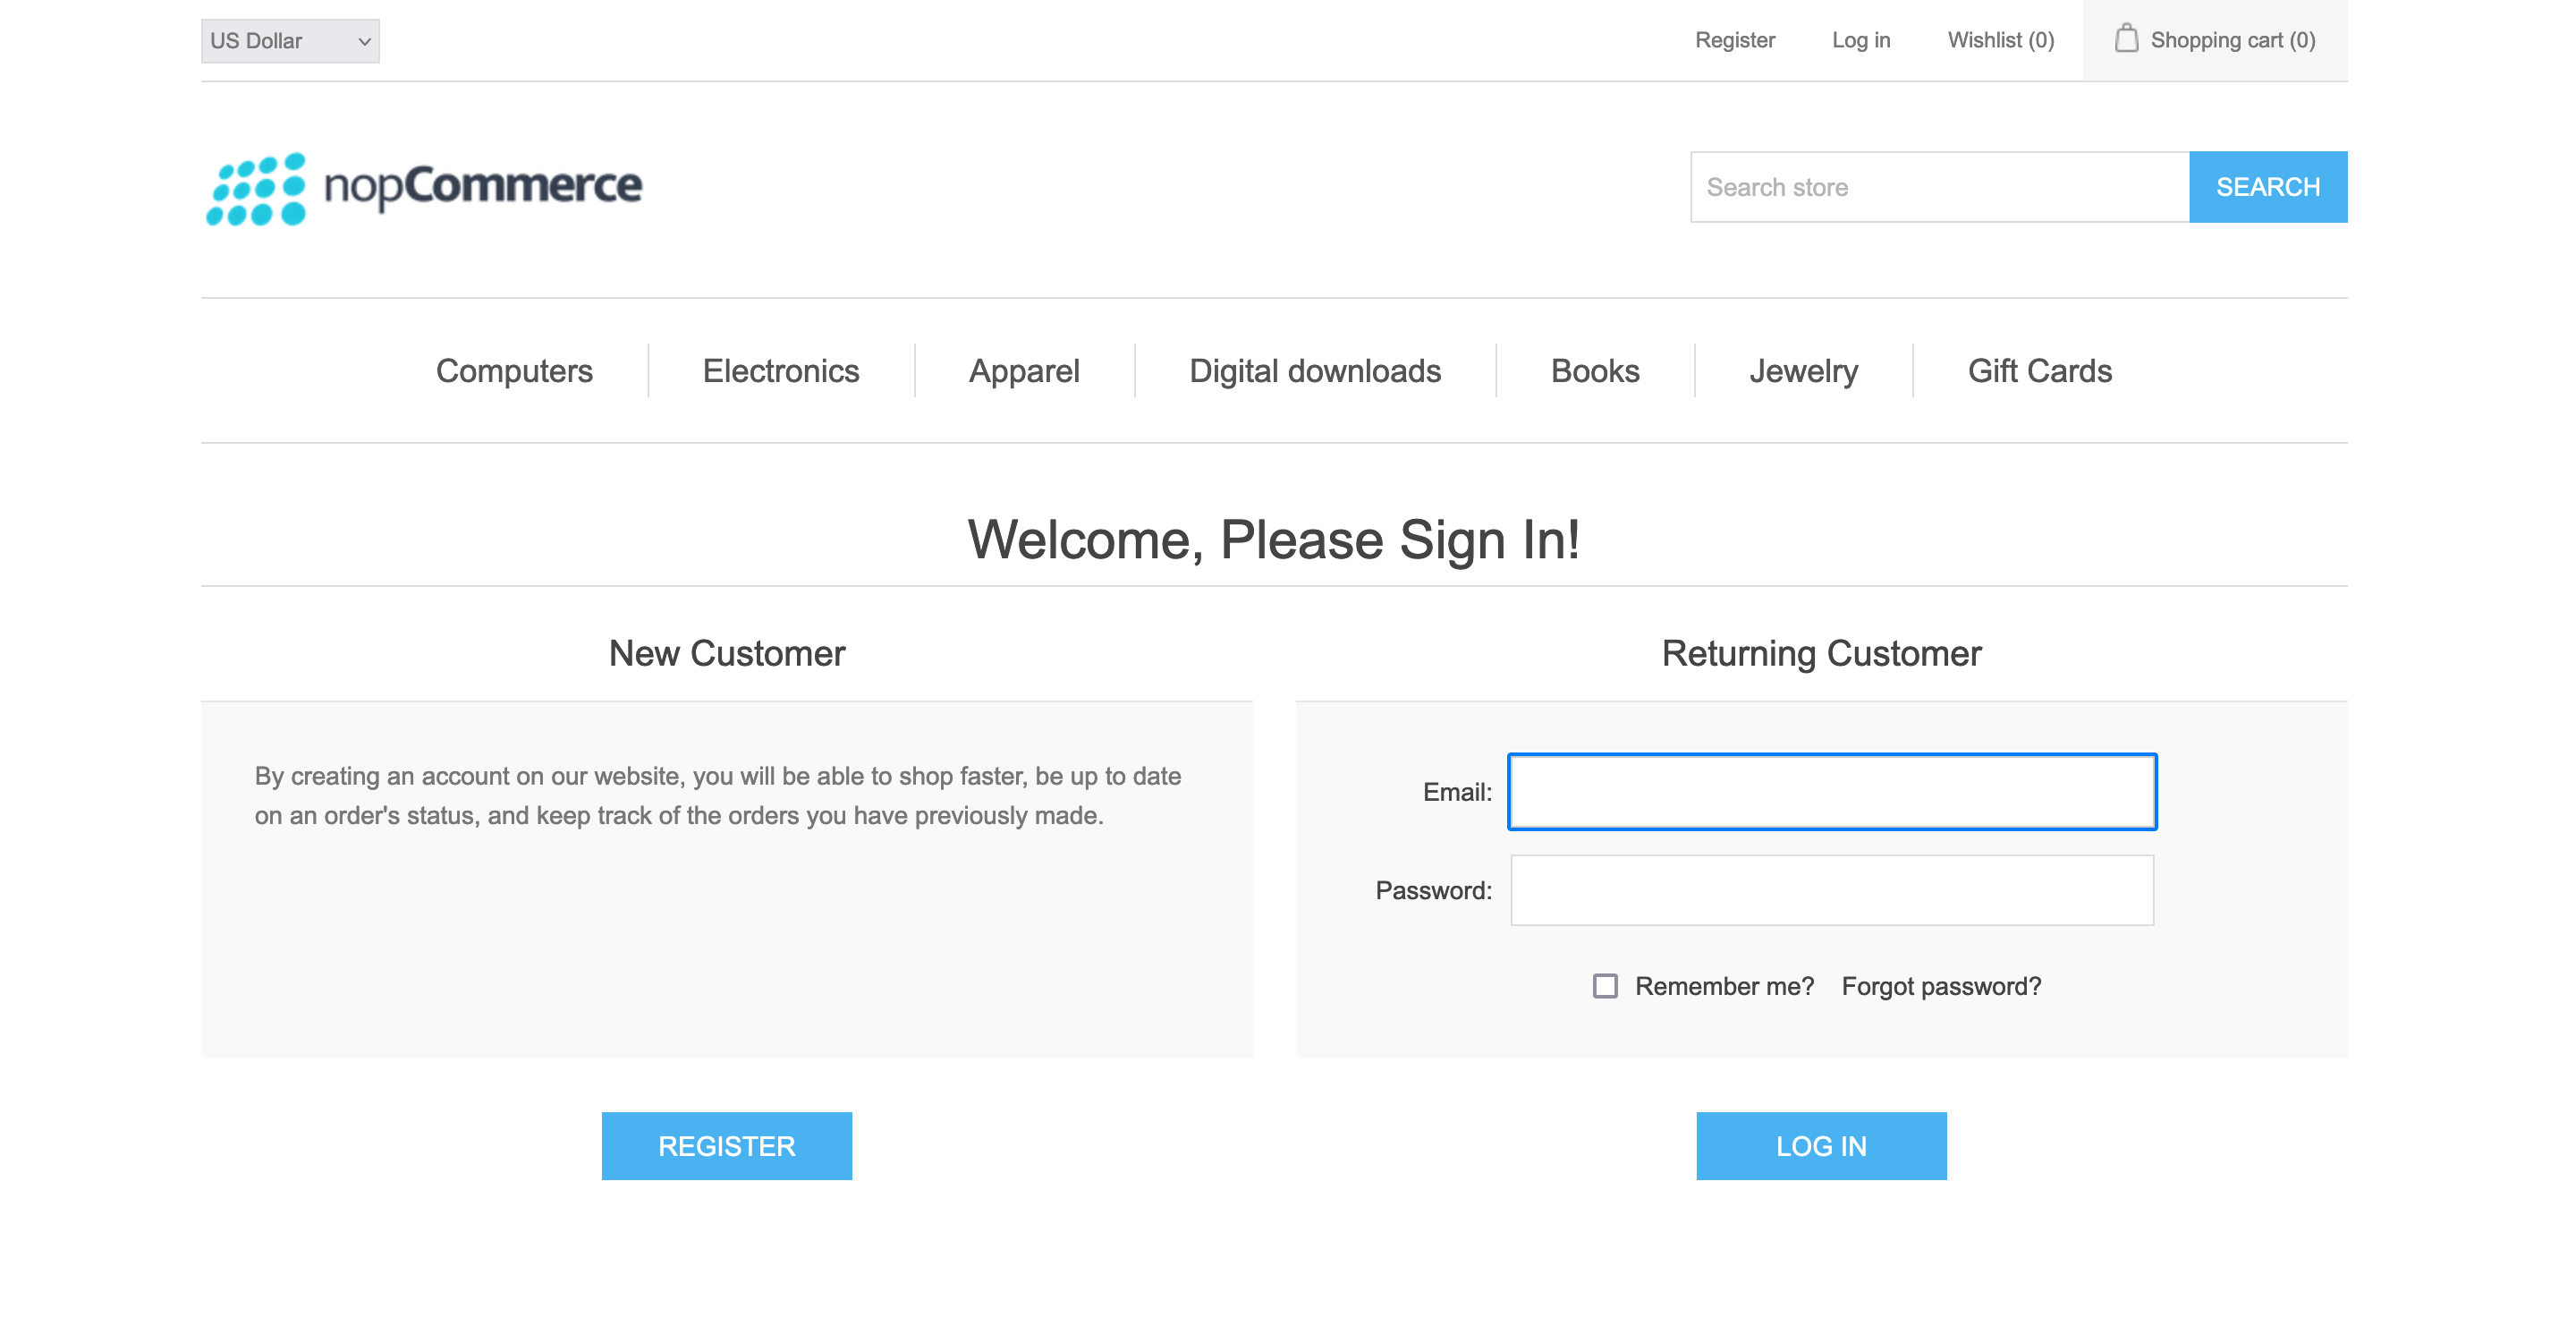 US Dollar
Register
Log in
Wishlist (0)
Shopping cart (0)
nopCommerce
Search store
SEARCH
Computers
Electronics
Apparel
Digital downloads
Books
Jewelry
Gift Cards
Welcome, Please Sign In!
New Customer
By creating an account on our website, you will be able to shop faster, be up to date
on an order's status, and keep track of the orders you have previously made.
REGISTER
Returning Customer
Email:
Password:
Remember me?
Forgot password?
LOG IN